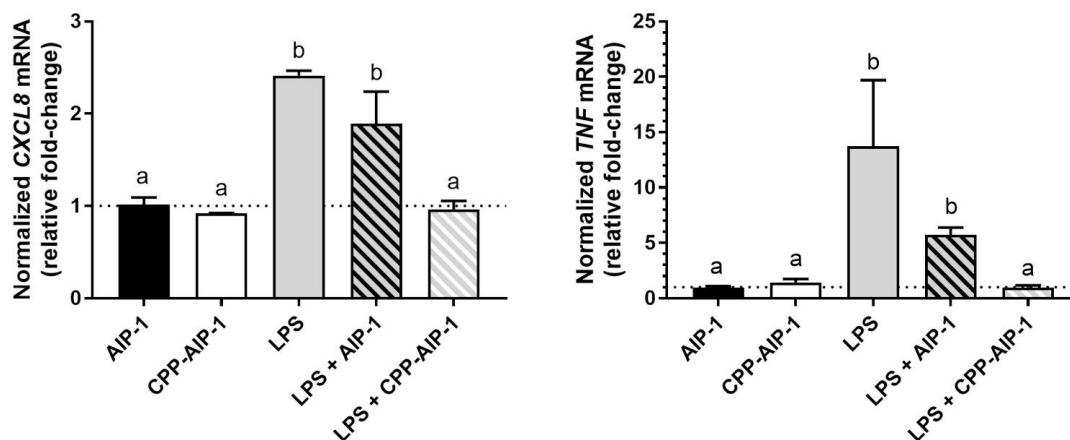 Normalized CXCL8 mRNA
(relative fold-change)
3
2
1
0
a
a
b
b
a
AIP-1
CPP-AIP-1
LPS
LPS + AIP-1
LPS + CPP-AIP-1
Normalized TNF mRNA
(relative fold-change)
25
20
15
10
5
0
a
a
b
b
a
AIP-1
CPP-AIP-1
LPS
LPS + AIP-1
LPS + CPP-AIP-1